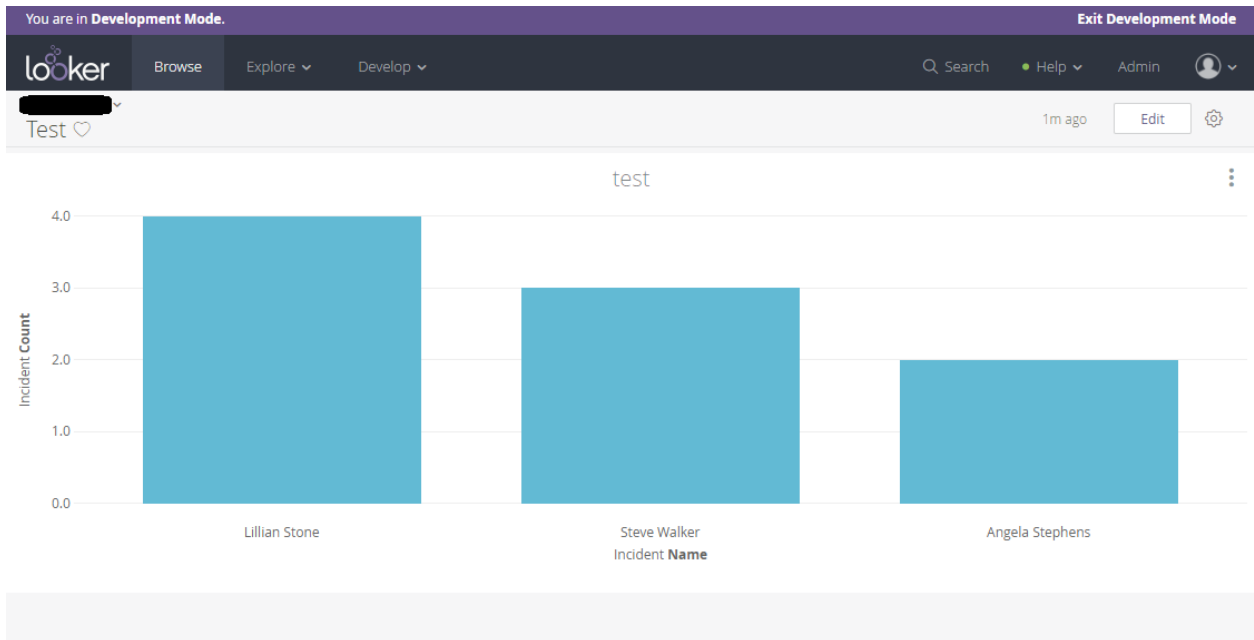 You are in Development Mode.
Exit Development Mode
looker
Browse
Explore
Develop
Search
Help
Admin
Test
1m ago
Edit
test
4.0
3.0
2.0
1.0
0.0
Incident Count
Lillian Stone
Steve Walker
Angela Stephens
Incident Name